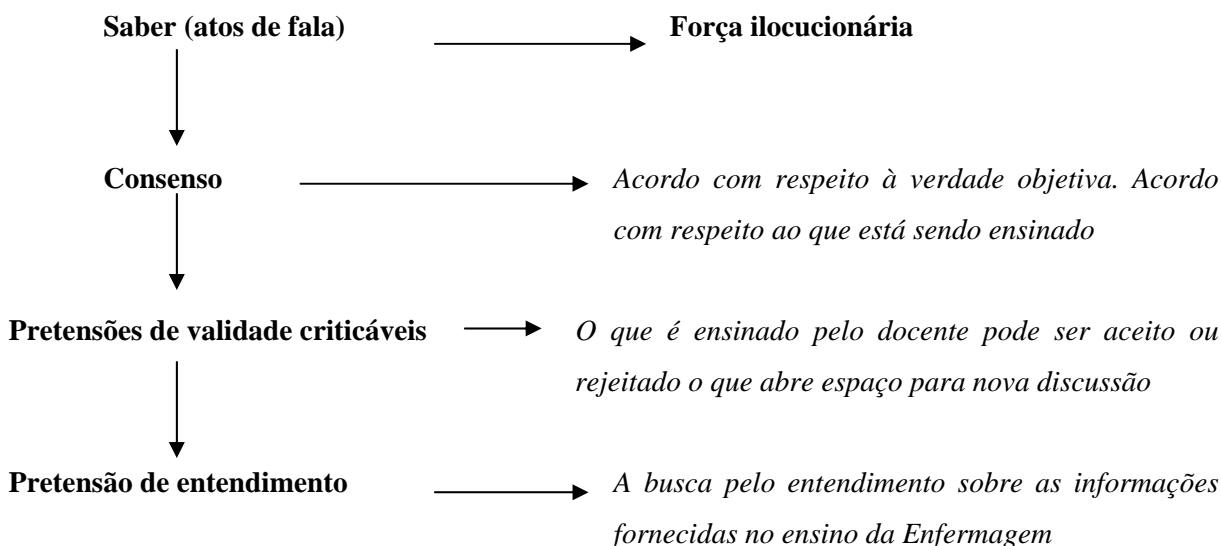 Saber (atos de fala) Força ilocucionária
Consenso Acordo com respeito à verdade objetiva. Acordo
com respeito ao que está sendo ensinado
Pretensões de validade criticáveis O que é ensinado pelo docente pode ser aceito ou
rejeitado o que abre espaço para nova discussão
Pretensão de entendimento A busca pelo entendimento sobre as informações
fornecidas no ensino da Enfermagem